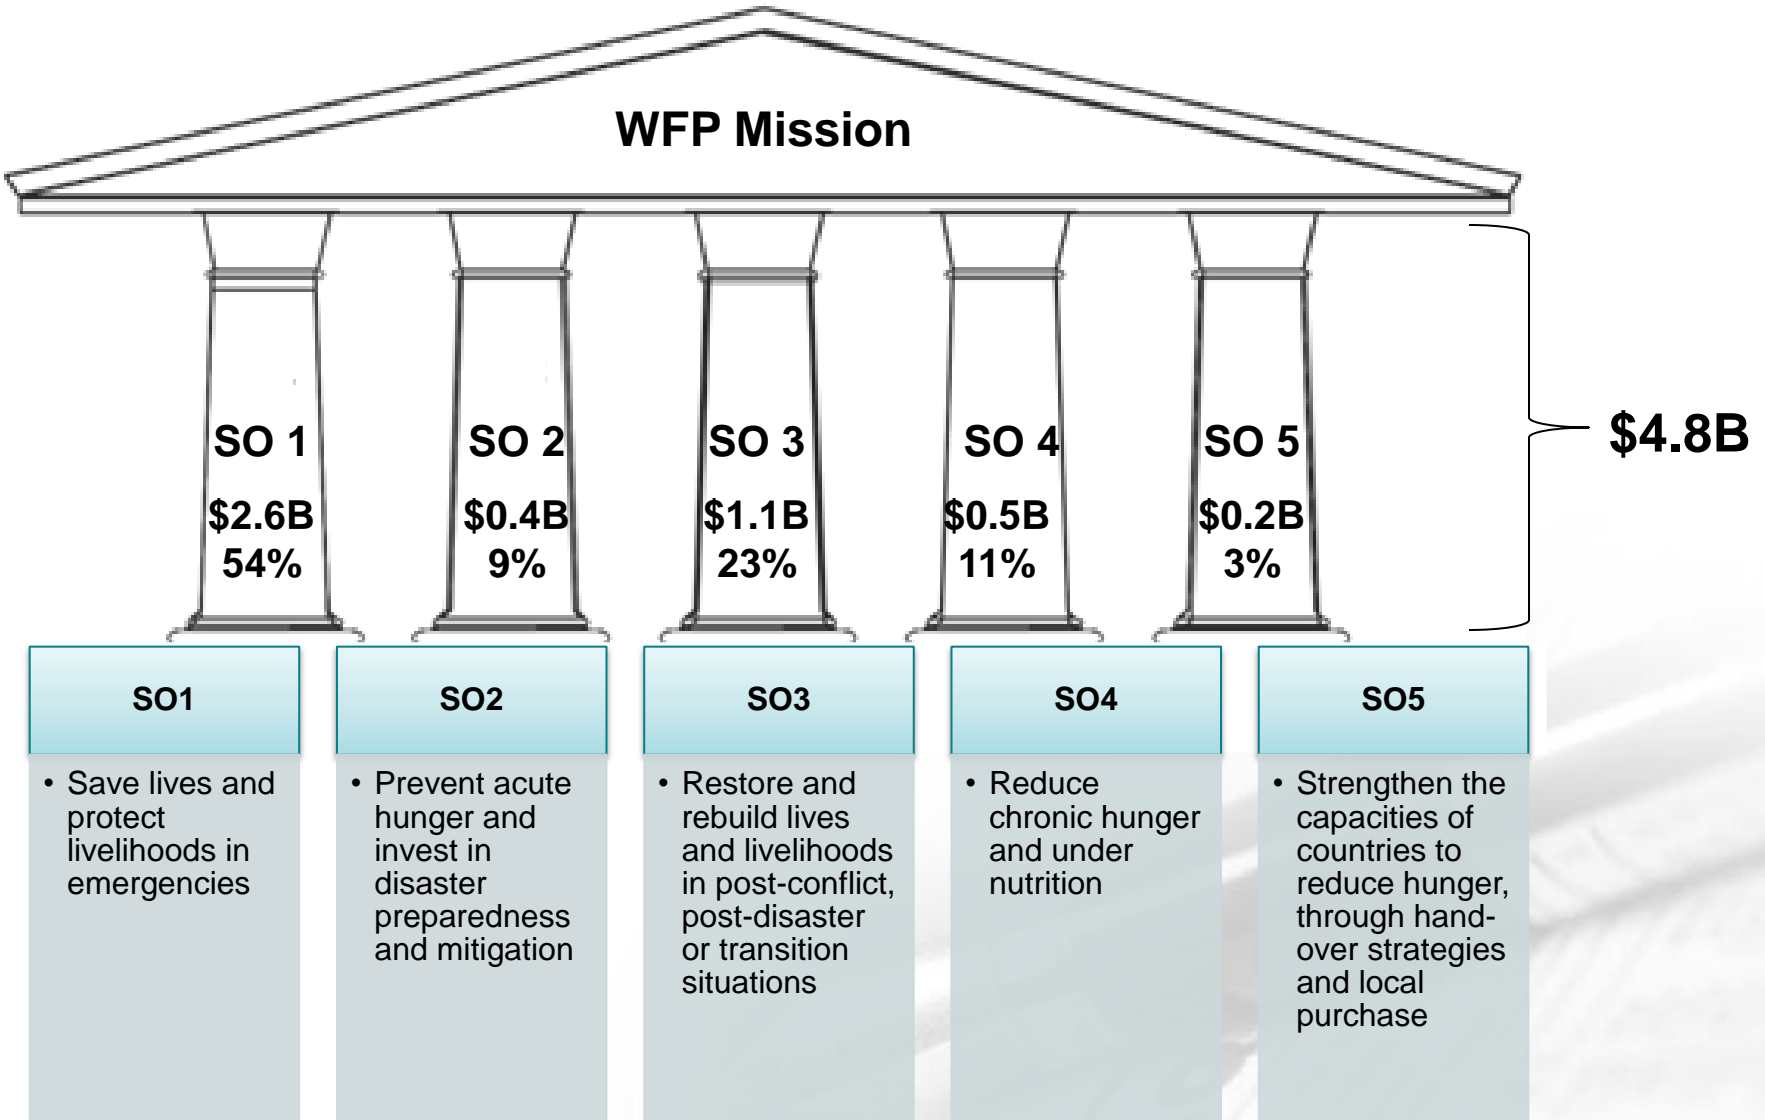 WFP Mission
SO 1
$2.6B
54%
SO 2
$0.4B
9%
SO 3
$1.1B
23%
SO 4
$0.5B
11%
SO 5
$0.2B
3%
$4.8B
SO1
• Save lives and
protect
livelihoods in
emergencies
SO2
• Prevent acute
hunger and
invest in
disaster
preparedness
and mitigation
SO3
• Restore and
rebuild lives
and livelihoods
in post-conflict,
post-disaster
or transition
situations
SO4
• Reduce
chronic hunger
and under
nutrition
SO5
• Strengthen the
capacities of
countries to
reduce hunger,
through hand-
over strategies
and local
purchase